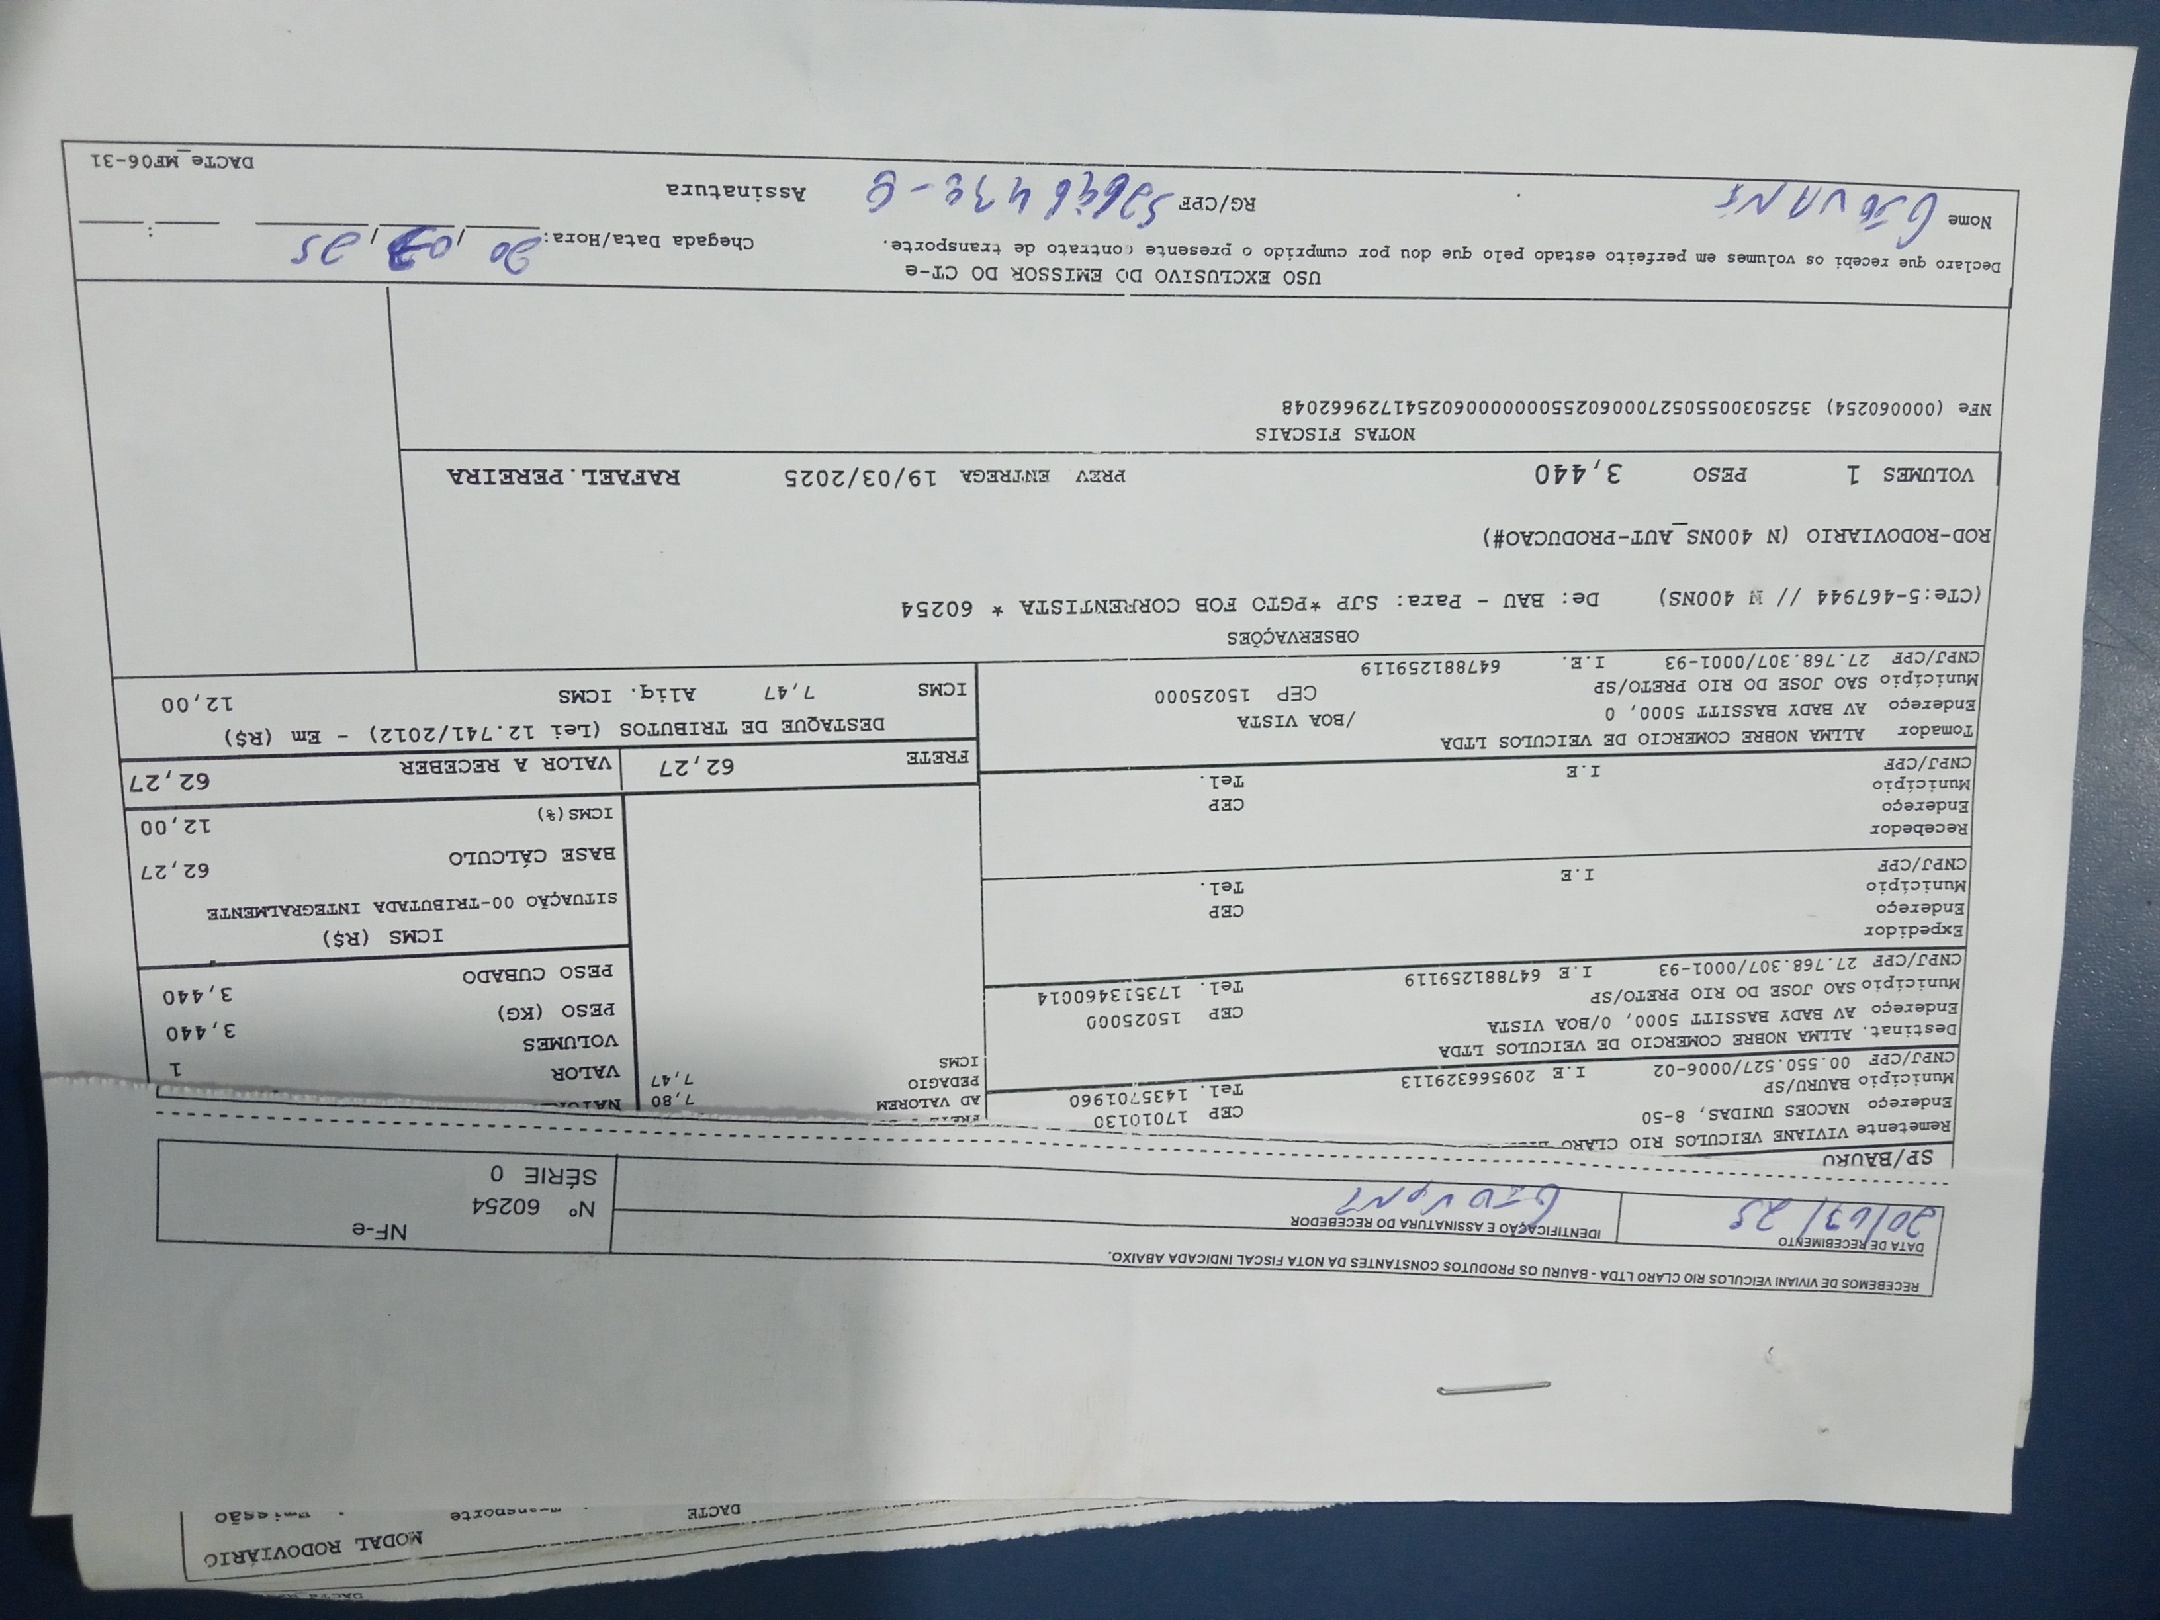 DACTE
MODAL RODOVIÁRIO
DACTE
RECEBEMOS DE VIVIANI VEICULOS RIO CLARO LTDA - BAURU OS PRODUTOS CONSTANTES DA NOTA FISCAL INDICADA ABAIXO.
DATA DE RECEBIMENTO
20/03/25
IDENTIFICAÇÃO E ASSINATURA DO RECEBEDOR
GIOVANI
NF-e
Nº 60254
SÉRIE 0
SP/BAURU
Remetente VIVIANE VEICULOS RIO CLARO
Endereço NACOES UNIDAS, 8-50 CEP 17010130
Município BAURU/SP Tel. 1435701960
CNPJ/CPF 00.550.527/0006-02 I.E 209566329113
Destinat. ALLMA NOBRE COMERCIO DE VEICULOS LTDA
Endereço AV BADY BASSITT 5000, 0/BOA VISTA CEP 15025000
Município SAO JOSE DO RIO PRETO/SP Tel. 173513460014
CNPJ/CPF 27.768.307/0001-93 I.E 647881259119
Expedidor
Endereço CEP
Município Tel.
CNPJ/CPF I.E
Recebedor
Endereço CEP
Município Tel.
CNPJ/CPF I.E
Tomador ALLMA NOBRE COMERCIO DE VEICULOS LTDA
Endereço AV BADY BASSITT 5000, 0 /BOA VISTA
Município SAO JOSE DO RIO PRETO/SP CEP 15025000
CNPJ/CPF 27.768.307/0001-93 I.E. 647881259119
AD VALOREM 7,80
PEDAGIO 7,47
ICMS
VALOR 1
VOLUMES
PESO (KG) 3,440
PESO CUBADO 3,440
ICMS (R$)
SITUAÇÃO 00-TRIBUTADA INTEGRALMENTE
BASE CÁLCULO 62,27
ICMS(%) 12,00
FRETE 62,27 VALOR A RECEBER 62,27
DESTAQUE DE TRIBUTOS (Lei 12.741/2012) - Em (R$)
ICMS 7,47 Aliq. ICMS 12,00
OBSERVAÇÕES
(CTe:5-467944 // N 400NS) De: BAU - Para: SJP *PGTO FOB CORRENTISTA * 60254
ROD-RODOVIARIO (N 400NS_AUT-PRODUCAO#)
VOLUMES 1 PESO 3,440 PREV ENTREGA 19/03/2025 RAFAEL.PEREIRA
NOTAS FISCAIS
NFe (000060254) 35250300550527000602550000000602541729662048
USO EXCLUSIVO DO EMISSOR DO CT-e
Declaro que recebi os volumes em perfeito estado pelo que dou por cumprido o presente contrato de transporte.
Chegada Data/Hora: 20/03/25 :
Nome GIOVANI RG/CPF Assinatura
DACTe_MF06-31